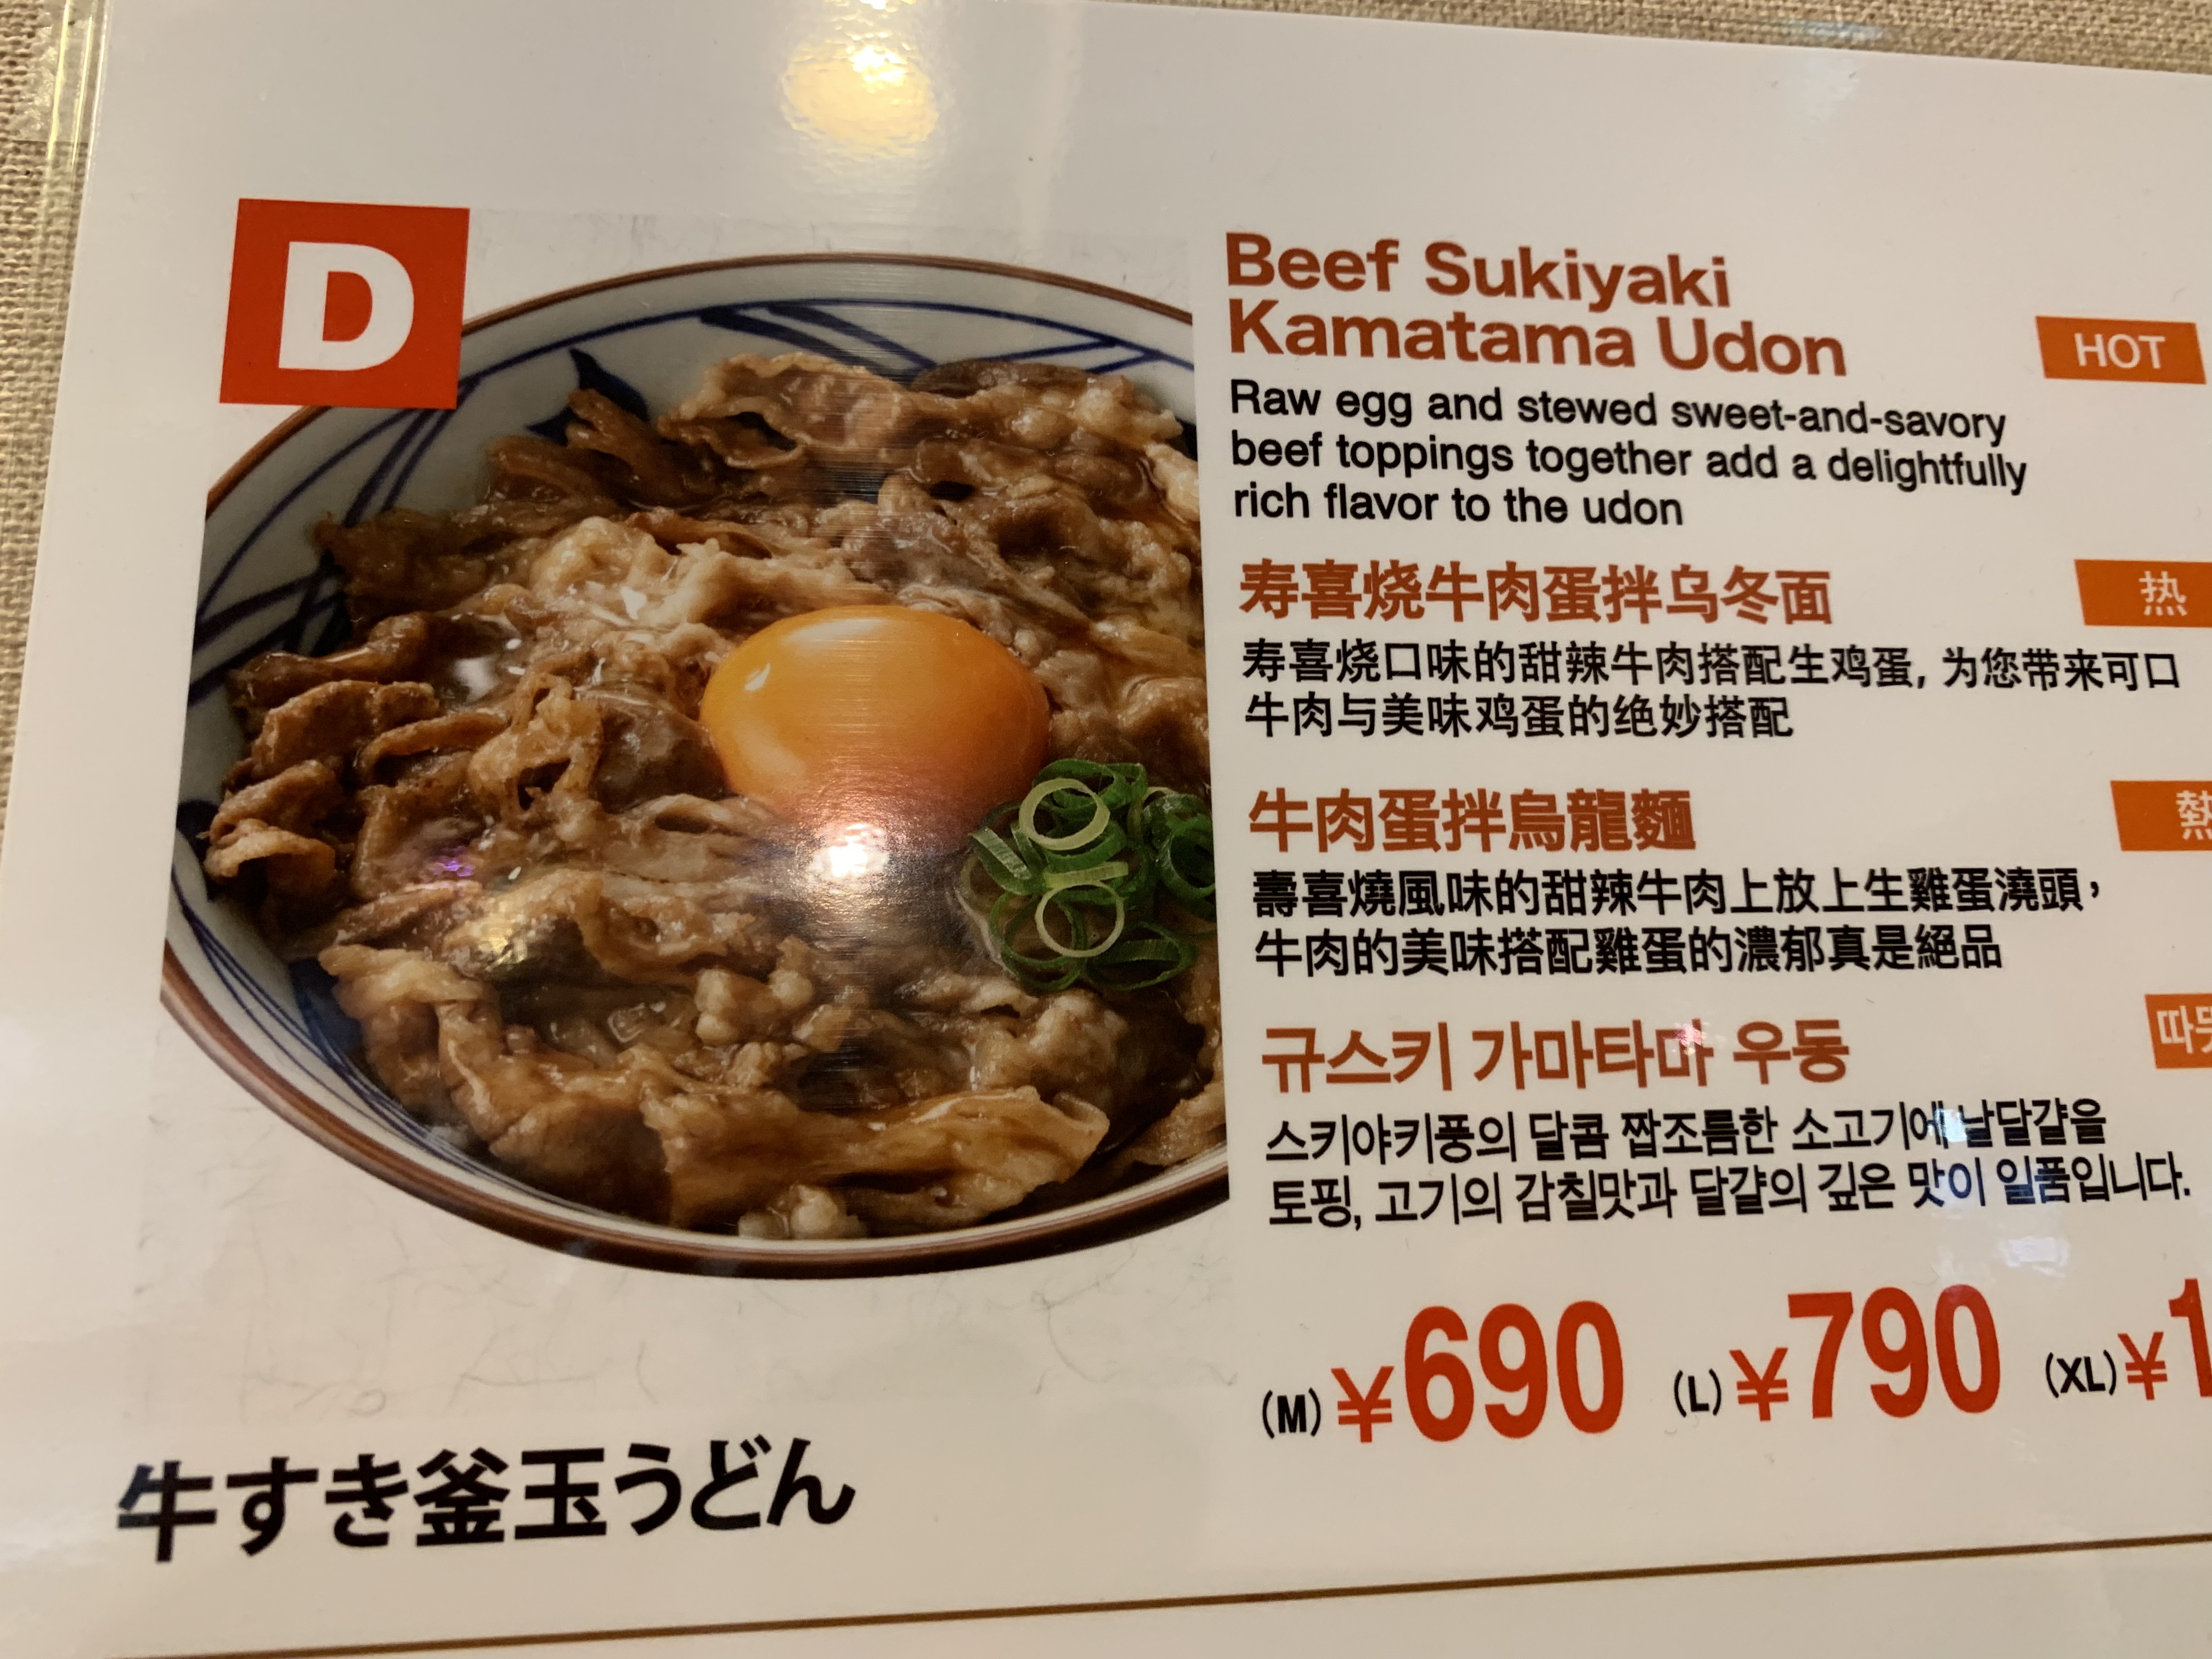 D
Beef Sukiyaki
Kamatama Udon
HOT
Raw egg and stewed sweet-and-savory
beef toppings together add a delightfully
rich flavor to the udon
寿喜烧牛肉蛋拌乌冬面
热
寿喜烧口味的甜辣牛肉搭配生鸡蛋,为您带来可口
牛肉与美味鸡蛋的绝妙搭配
牛肉蛋拌烏龍麵
熱
壽喜燒風味的甜辣牛肉上放上生雞蛋澆頭，
牛肉的美味搭配雞蛋的濃郁真是絕品
규스키 가마타마 우동
스키야키풍의 달콤 짭조름한 소고기에 날달걀을
토핑, 고기의 감칠맛과 달걀의 깊은 맛이 일품입니다.
(M) ¥690 (L) ¥790 (XL) ¥1
牛すき釜玉うどん